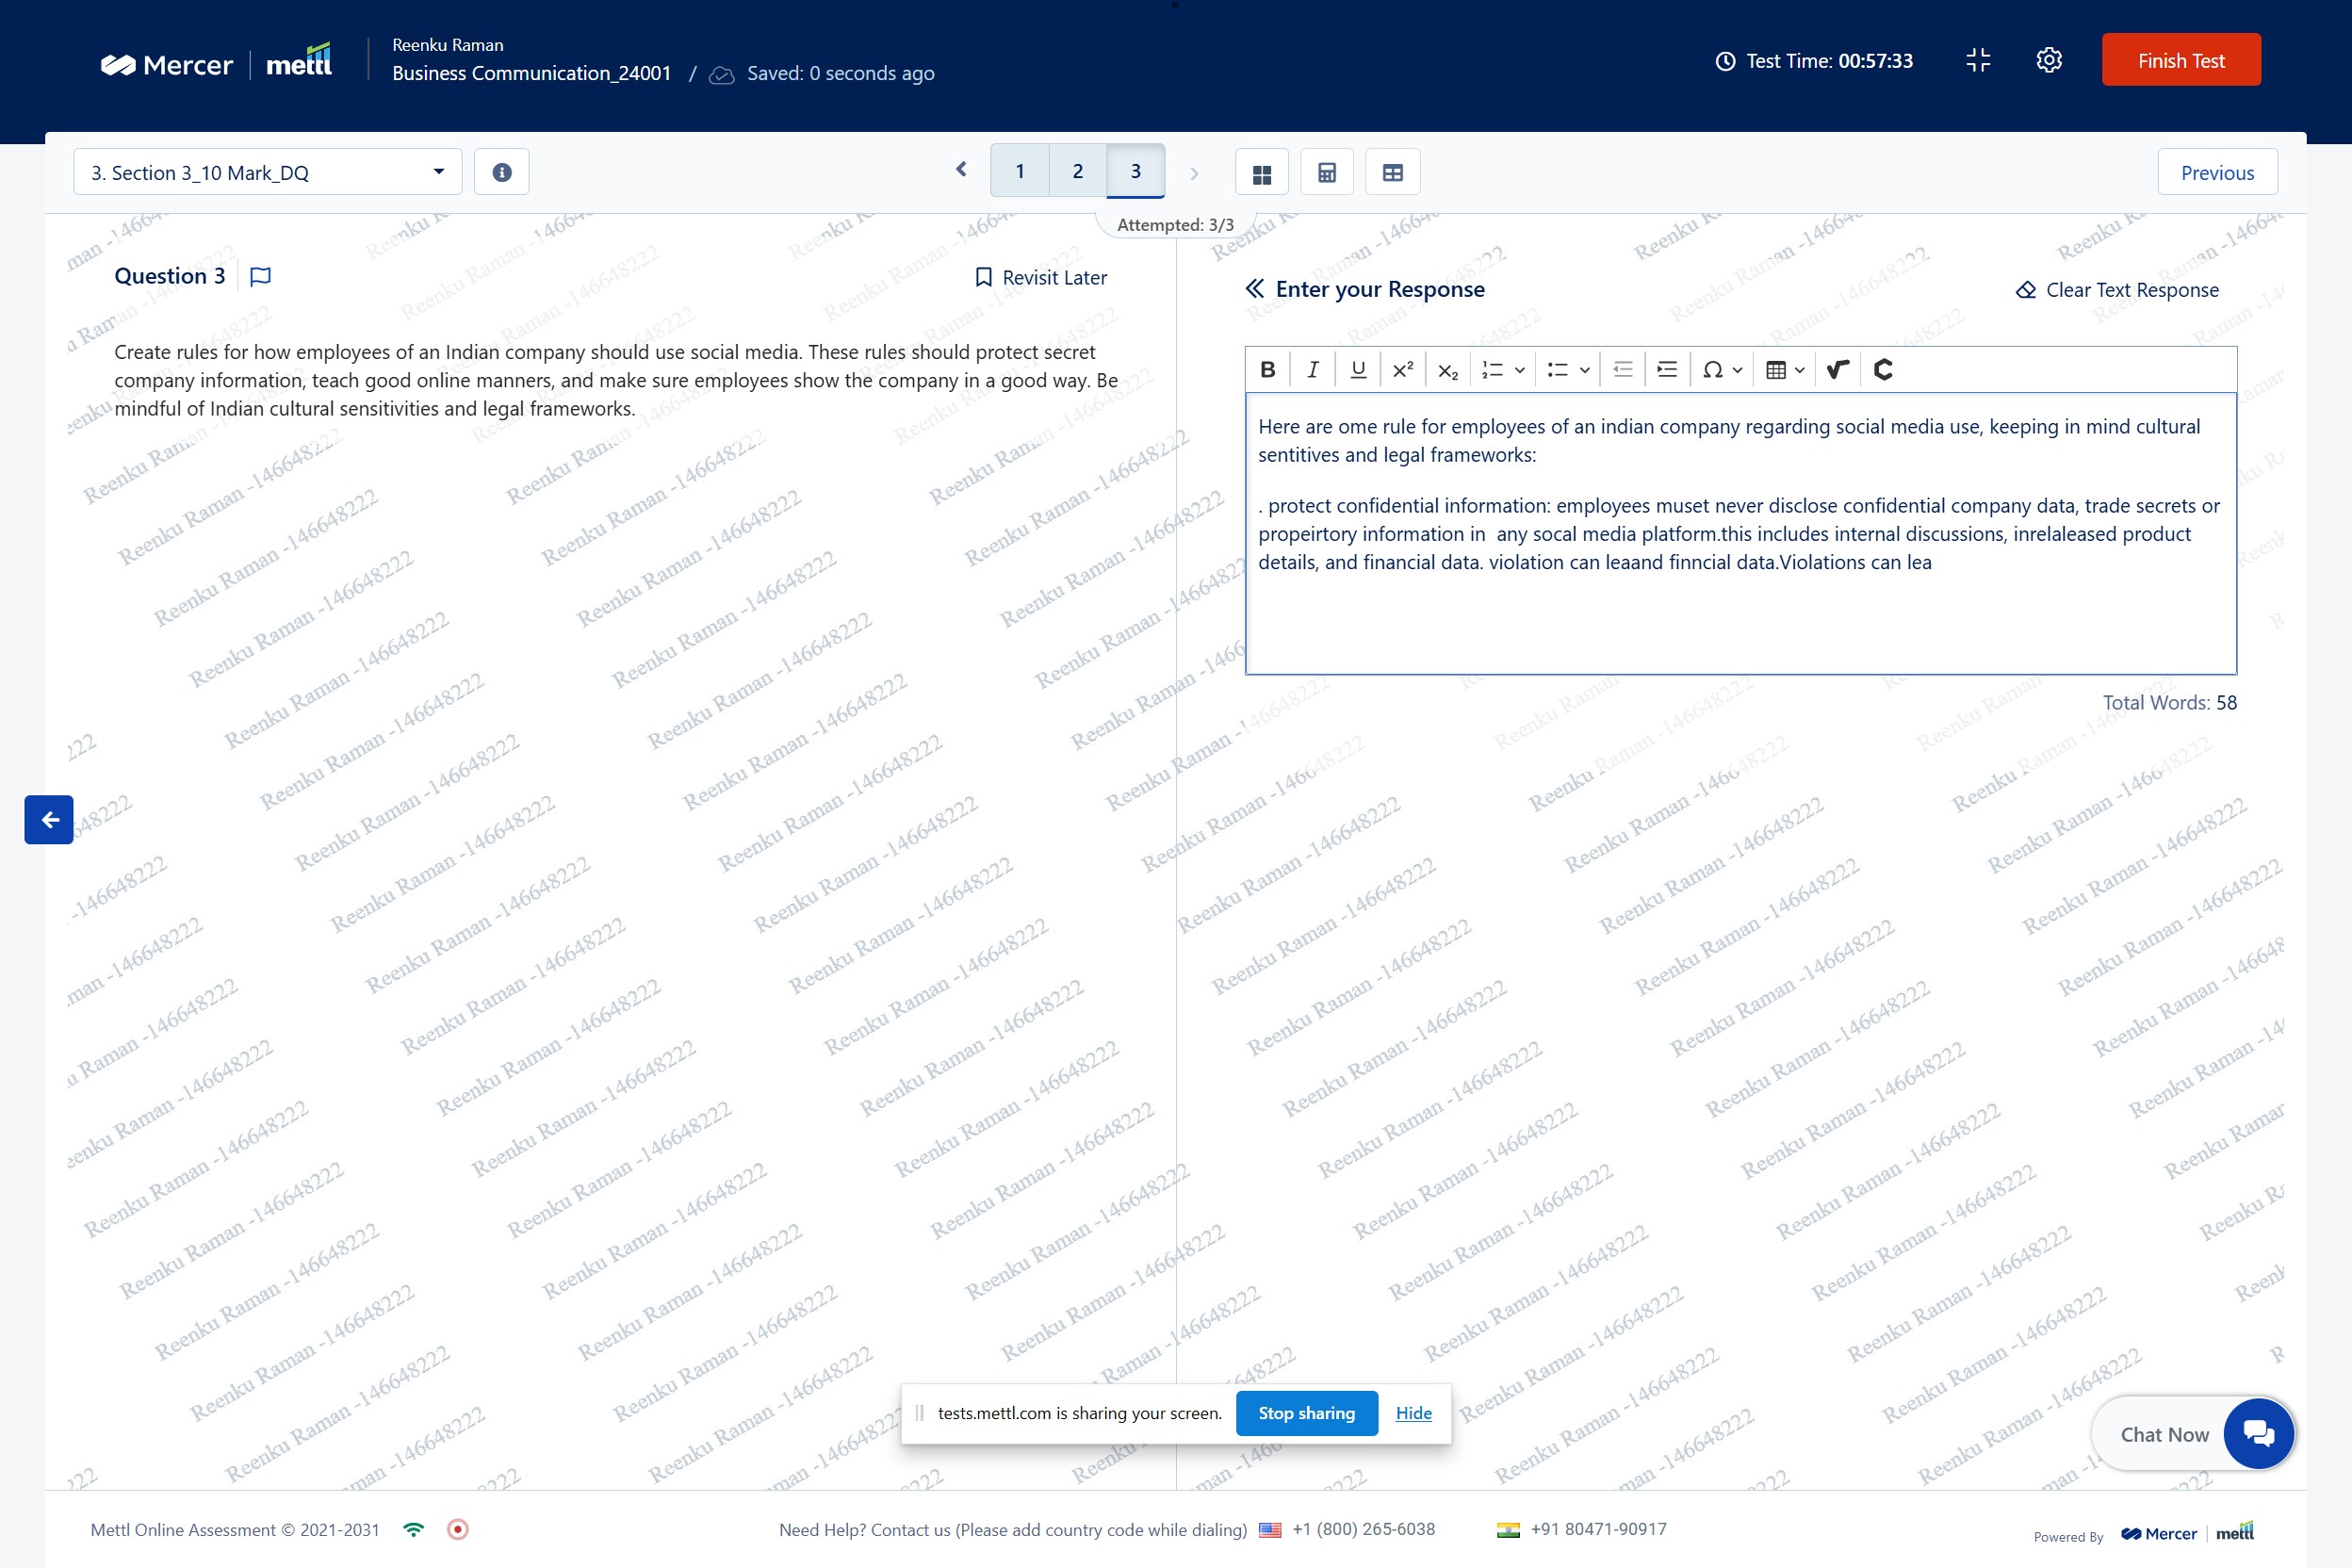 Mercer | mettl
Reenku Raman
Business Communication_24001 / Saved: 0 seconds ago
Test Time: 00:57:33
Finish Test
3. Section 3_10 Mark_DQ
1 2 3
Previous
Attempted: 3/3
Question 3
Revisit Later
Create rules for how employees of an Indian company should use social media. These rules should protect secret
company information, teach good online manners, and make sure employees show the company in a good way. Be
mindful of Indian cultural sensitivities and legal frameworks.
Enter your Response
Clear Text Response
B I U x² x₂ Ω
Here are ome rule for employees of an indian company regarding social media use, keeping in mind cultural
sentitives and legal frameworks:
. protect confidential information: employees muset never disclose confidential company data, trade secrets or
propeirtory information in  any socal media platform.this includes internal discussions, inrelaleased product
details, and financial data. violation can leaand finncial data.Violations can lea
Total Words: 58
Reenku Raman -146648222
tests.mettl.com is sharing your screen. Stop sharing Hide
Chat Now
Mettl Online Assessment © 2021-2031
Need Help? Contact us (Please add country code while dialing) +1 (800) 265-6038 +91 80471-90917
Powered By Mercer | mettl